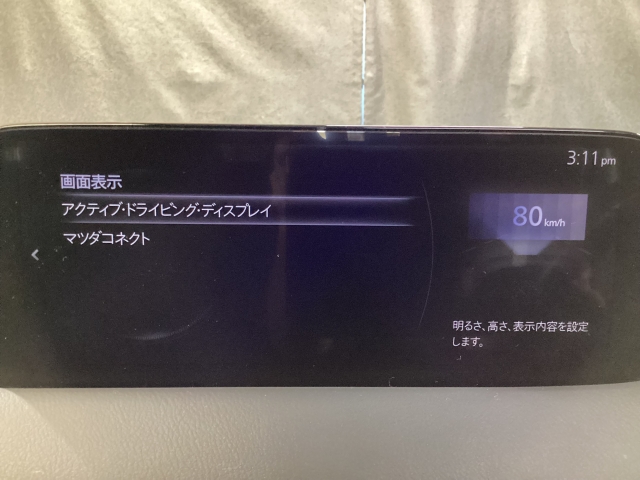 3:11 pm
画面表示
アクティブ・ドライビング・ディスプレイ
マツダコネクト
80 km/h
明るさ、高さ、表示内容を設定
します。